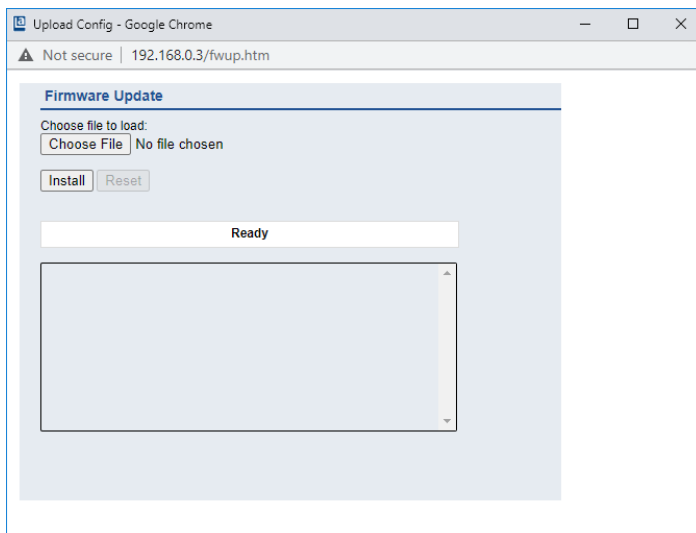 Upload Config - Google Chrome
Not secure | 192.168.0.3/fwup.htm
Firmware Update
Choose file to load:
Choose File No file chosen
Install Reset
Ready